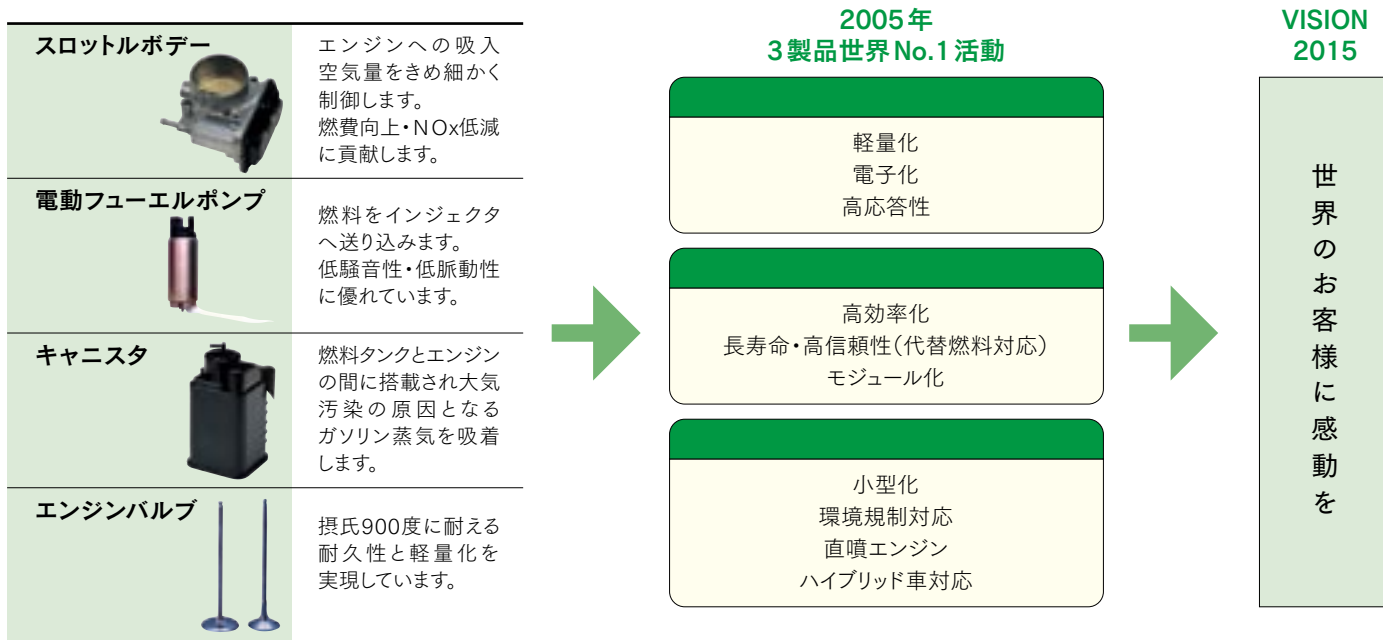 スロットルボデー
エンジンへの吸入
空気量をきめ細かく
制御します。
燃費向上・NOx低減
に貢献します。
電動フューエルポンプ
燃料をインジェクタ
へ送り込みます。
低騒音性・低脈動性
に優れています。
キャニスタ
燃料タンクとエンジン
の間に搭載され大気
汚染の原因となる
ガソリン蒸気を吸着
します。
エンジンバルブ
摂氏900度に耐える
耐久性と軽量化を
実現しています。
2005年
3製品世界No.1活動
軽量化
電子化
高応答性
高効率化
長寿命・高信頼性(代替燃料対応)
モジュール化
小型化
環境規制対応
直噴エンジン
ハイブリッド車対応
VISION
2015
世界のお客様に感動を